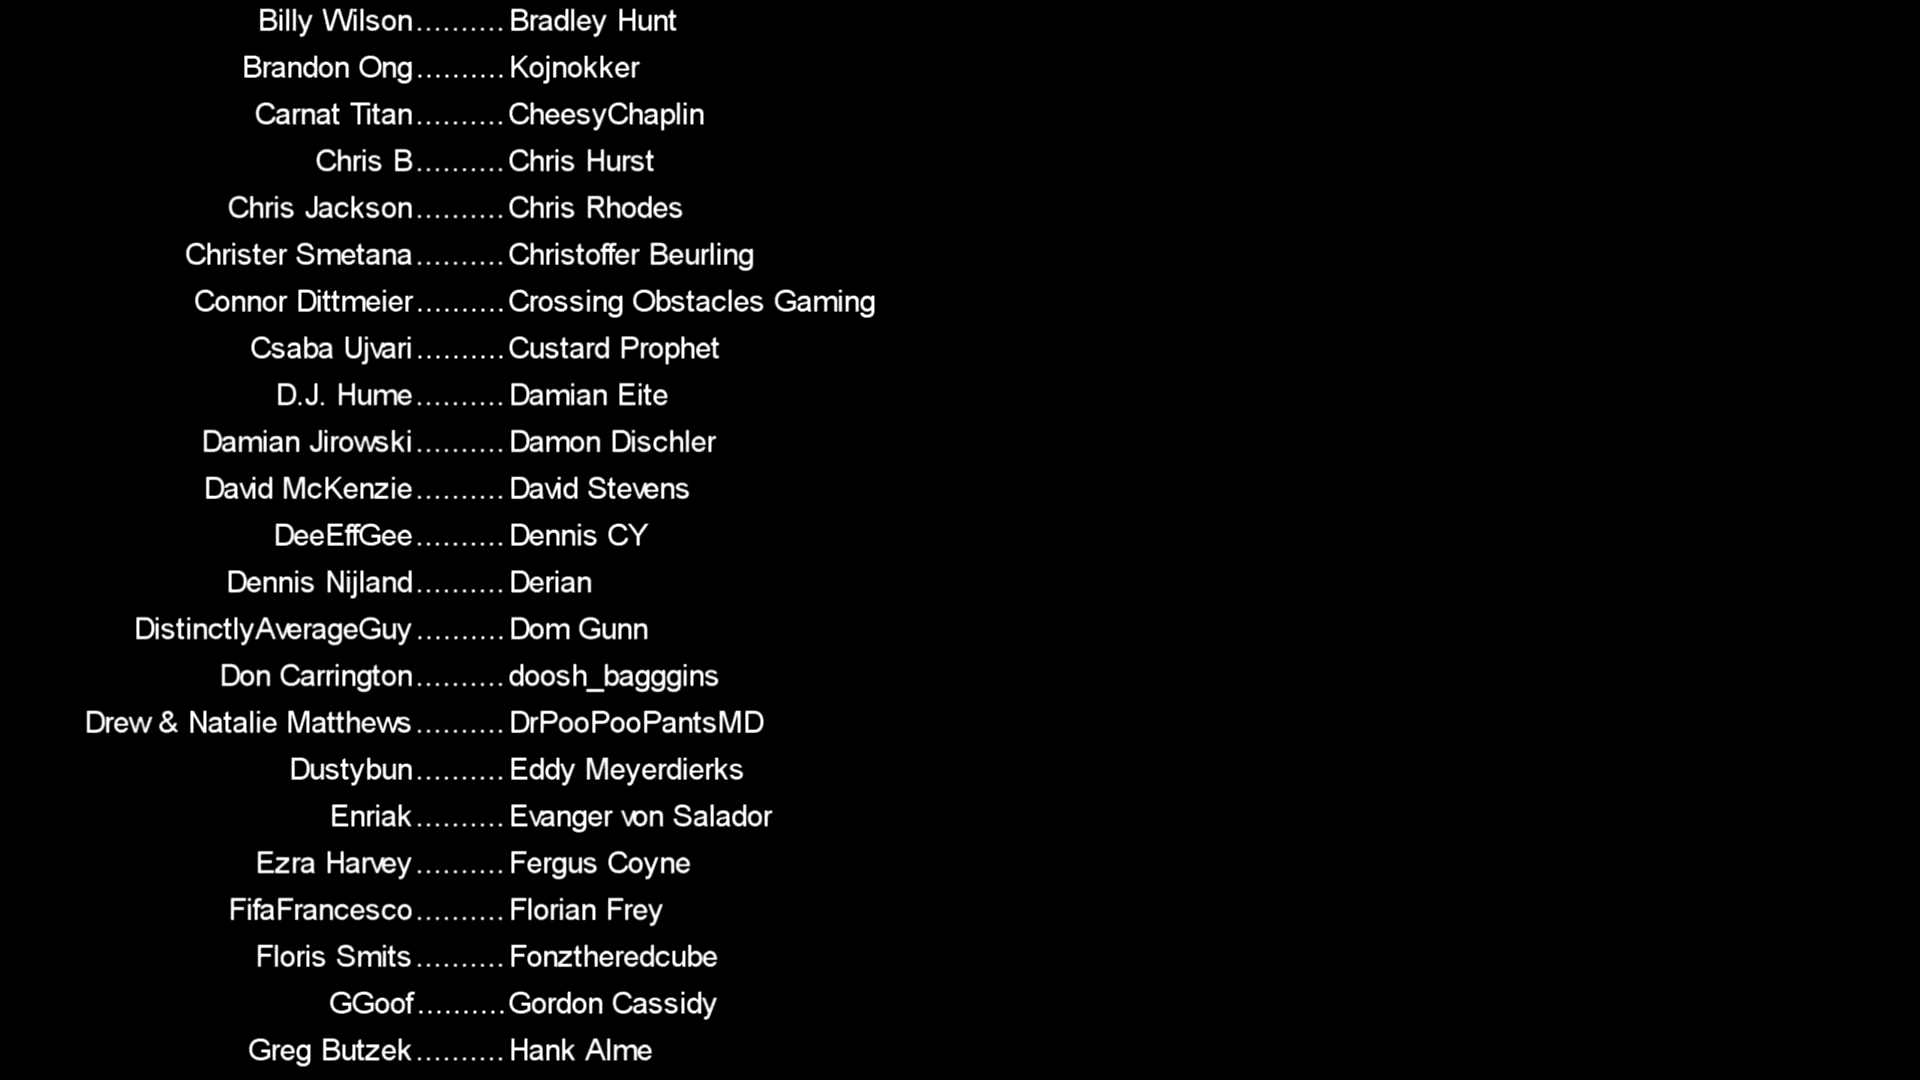 Billy Wilson..........Bradley Hunt
Brandon Ong..........Kojnokker
Carnat Titan..........CheesyChaplin
Chris B..........Chris Hurst
Chris Jackson..........Chris Rhodes
Christer Smetana..........Christoffer Beurling
Connor Dittmeier..........Crossing Obstacles Gaming
Csaba Ujvari..........Custard Prophet
D.J. Hume..........Damian Eite
Damian Jirowski..........Damon Dischler
David McKenzie..........David Stevens
DeeEffGee..........Dennis CY
Dennis Nijland..........Derian
DistinctlyAverageGuy..........Dom Gunn
Don Carrington..........doosh_bagggins
Drew & Natalie Matthews..........DrPooPooPantsMD
Dustybun..........Eddy Meyerdierks
Enriak..........Evanger von Salador
Ezra Harvey..........Fergus Coyne
FifaFrancesco..........Florian Frey
Floris Smits..........Fonztheredcube
GGoof..........Gordon Cassidy
Greg Butzek..........Hank Alme